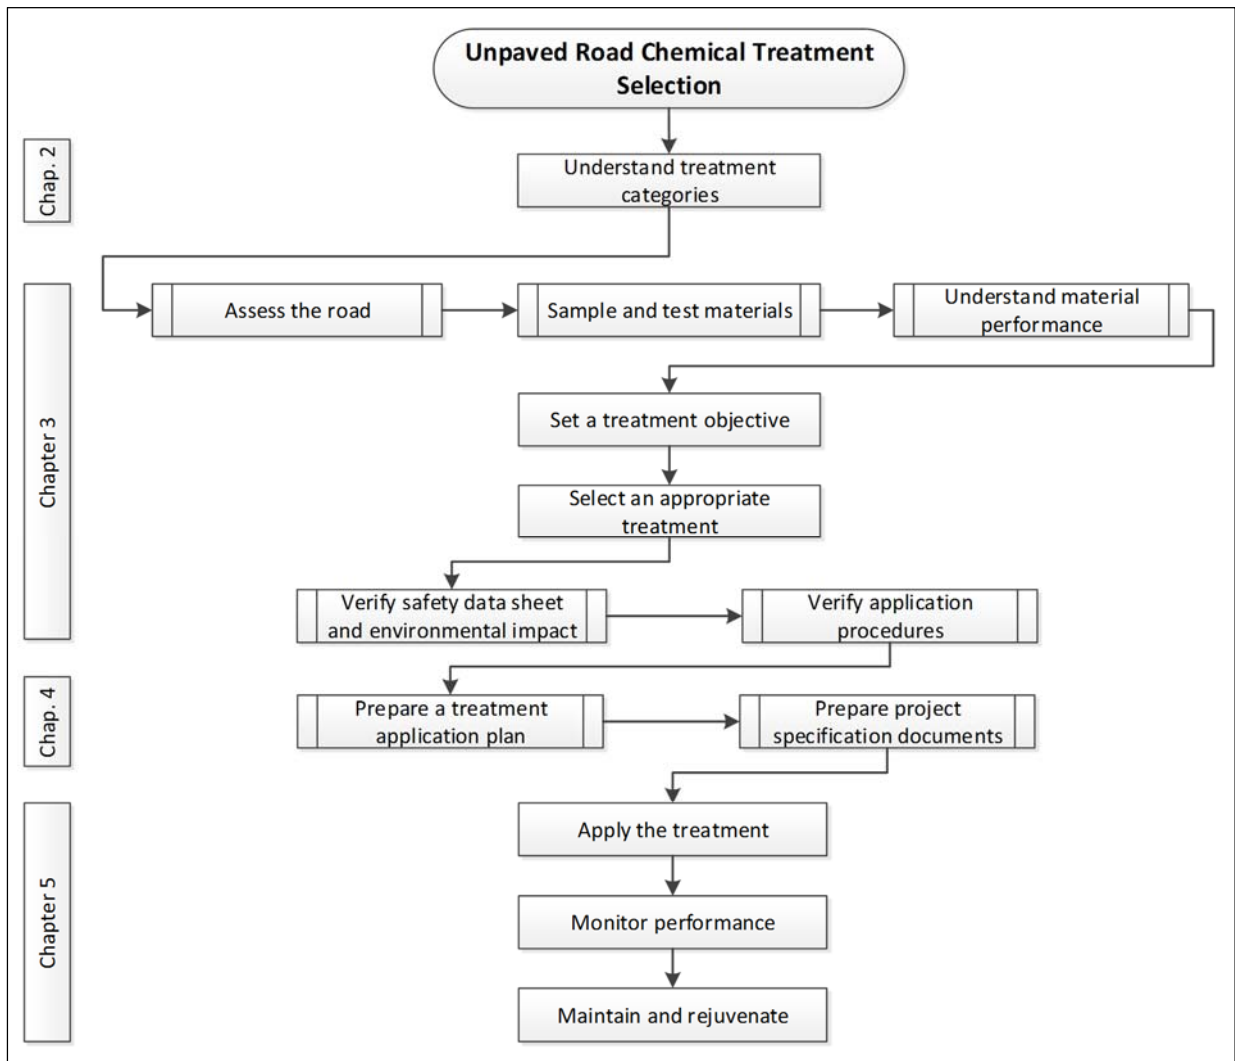 Unpaved Road Chemical Treatment
Selection
Chap. 2
Understand treatment
categories
Chapter 3
Assess the road
Sample and test materials
Understand material
performance
Set a treatment objective
Select an appropriate
treatment
Verify safety data sheet
and environmental impact
Verify application
procedures
Chap. 4
Prepare a treatment
application plan
Prepare project
specification documents
Chapter 5
Apply the treatment
Monitor performance
Maintain and rejuvenate